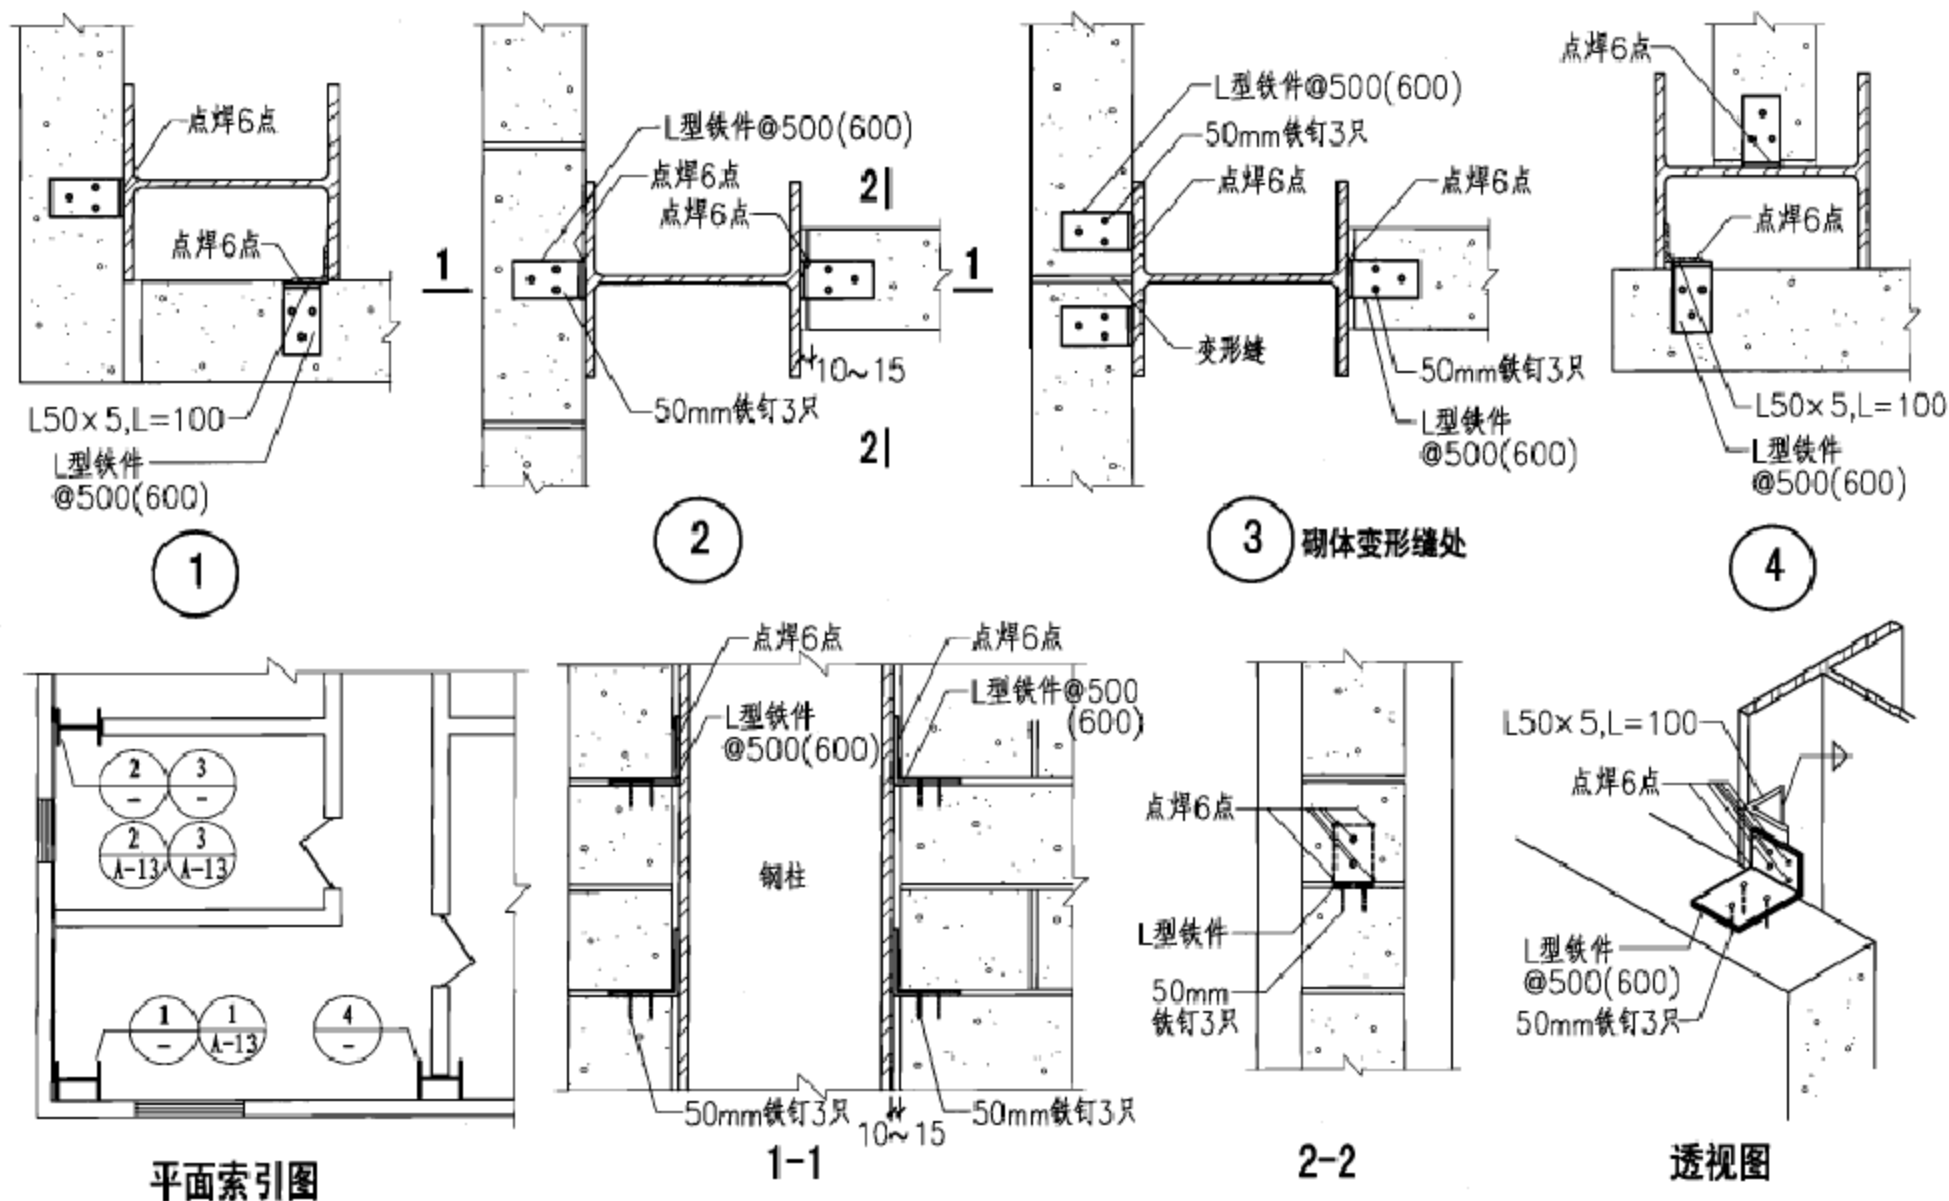 点焊6点
点焊6点
L50×5,L=100
L型铁件
@500(600)
1
L型铁件@500(600)
点焊6点
点焊6点
2
1
1
10~15
50mm铁钉3只
2
2
L型铁件@500(600)
50mm铁钉3只
点焊6点
点焊6点
变形缝
50mm铁钉3只
L型铁件
@500(600)
3
砌体变形缝处
点焊6点
点焊6点
L50×5,L=100
L型铁件
@500(600)
4
2
-
3
-
2
A-13
3
A-13
1
-
1
A-13
4
-
平面索引图
点焊6点
点焊6点
L型铁件
@500(600)
L型铁件@500
(600)
钢柱
50mm铁钉3只
10~15
50mm铁钉3只
1-1
点焊6点
L型铁件
50mm
铁钉3只
2-2
L50×5,L=100
点焊6点
L型铁件
@500(600)
50mm铁钉3只
透视图